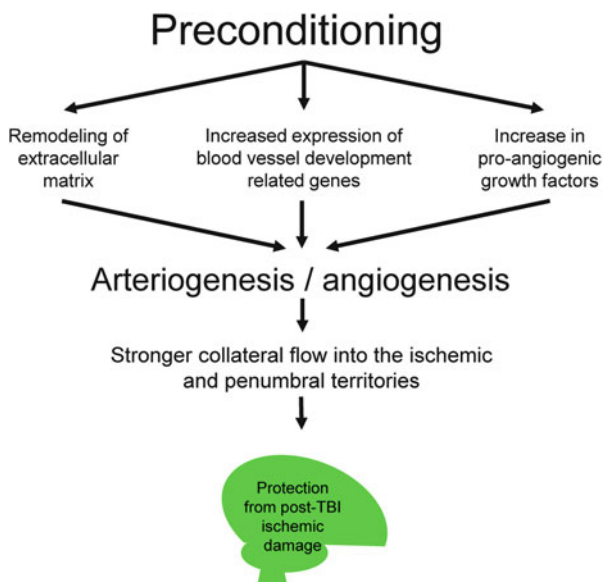 Preconditioning
Remodeling of
extracellular
matrix
Increased expression of
blood vessel development
related genes
Increase in
pro-angiogenic
growth factors
Arteriogenesis / angiogenesis
Stronger collateral flow into the ischemic
and penumbral territories
Protection
from post-TBI
ischemic
damage